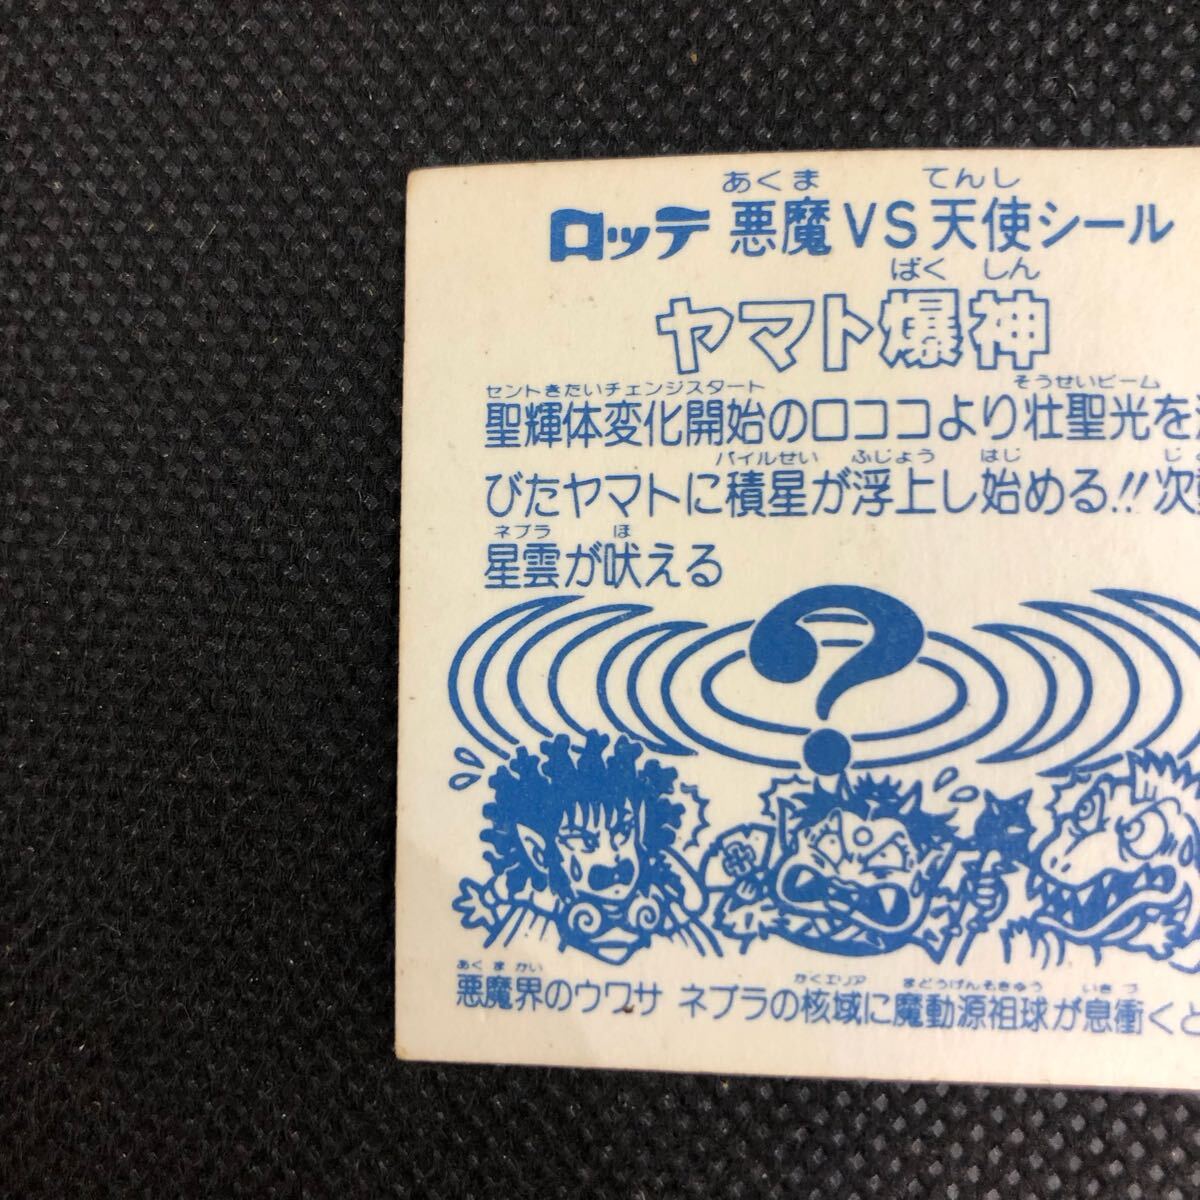 あくま てんし
ロッテ 悪魔VS天使シール
ばくしん
ヤマト爆神
セントきたいチェンジスタート そうせいビーム
聖輝体変化開始のロココより壮聖光を
パイルせい ふじょう はじ
びたヤマトに積星が浮上し始める!!次
ネブラ ほ
星雲が吠える
?
あくまかい かくエリア まどうげんそきゅう いきづ
悪魔界のウワサ ネブラの核域に魔動源祖球が息衝くと